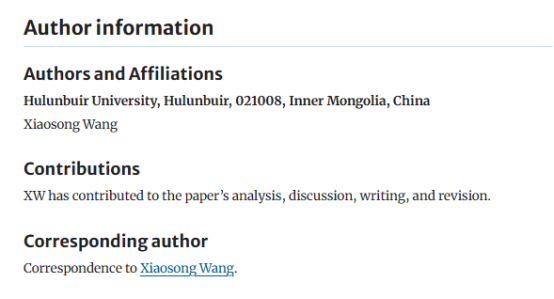 Author information
Authors and Affiliations
Hulunbuir University, Hulunbuir, 021008, Inner Mongolia, China
Xiaosong Wang
Contributions
XW has contributed to the paper’s analysis, discussion, writing, and revision.
Corresponding author
Correspondence to Xiaosong Wang.